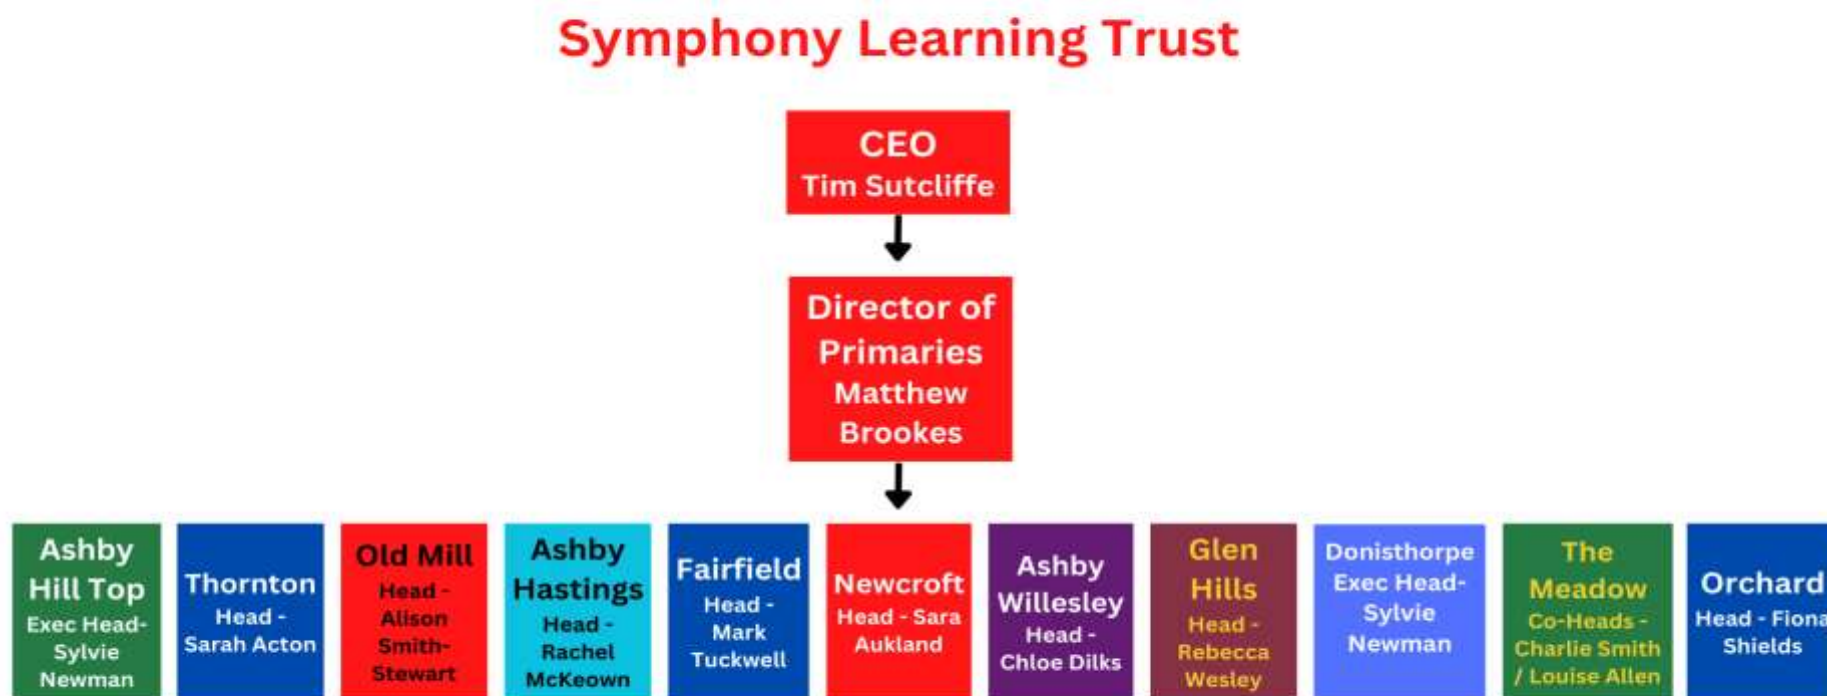 Symphony Learning Trust
CEO
Tim Sutcliffe
Director of
Primaries
Matthew
Brookes
Ashby
Hill Top
Exec Head-
Sylvie
Newman
Thornton
Head -
Sarah Acton
Old Mill
Head -
Alison
Smith-
Stewart
Ashby
Hastings
Head -
Rachel
McKeown
Fairfield
Head -
Mark
Tuckwell
Newcroft
Head - Sara
Aukland
Ashby
Willesley
Head -
Chloe Dilks
Glen
Hills
Head -
Rebecca
Wesley
Donisthorpe
Exec Head-
Sylvie
Newman
The
Meadow
Co-Heads -
Charlie Smith
/ Louise Allen
Orchard
Head - Fiona
Shields